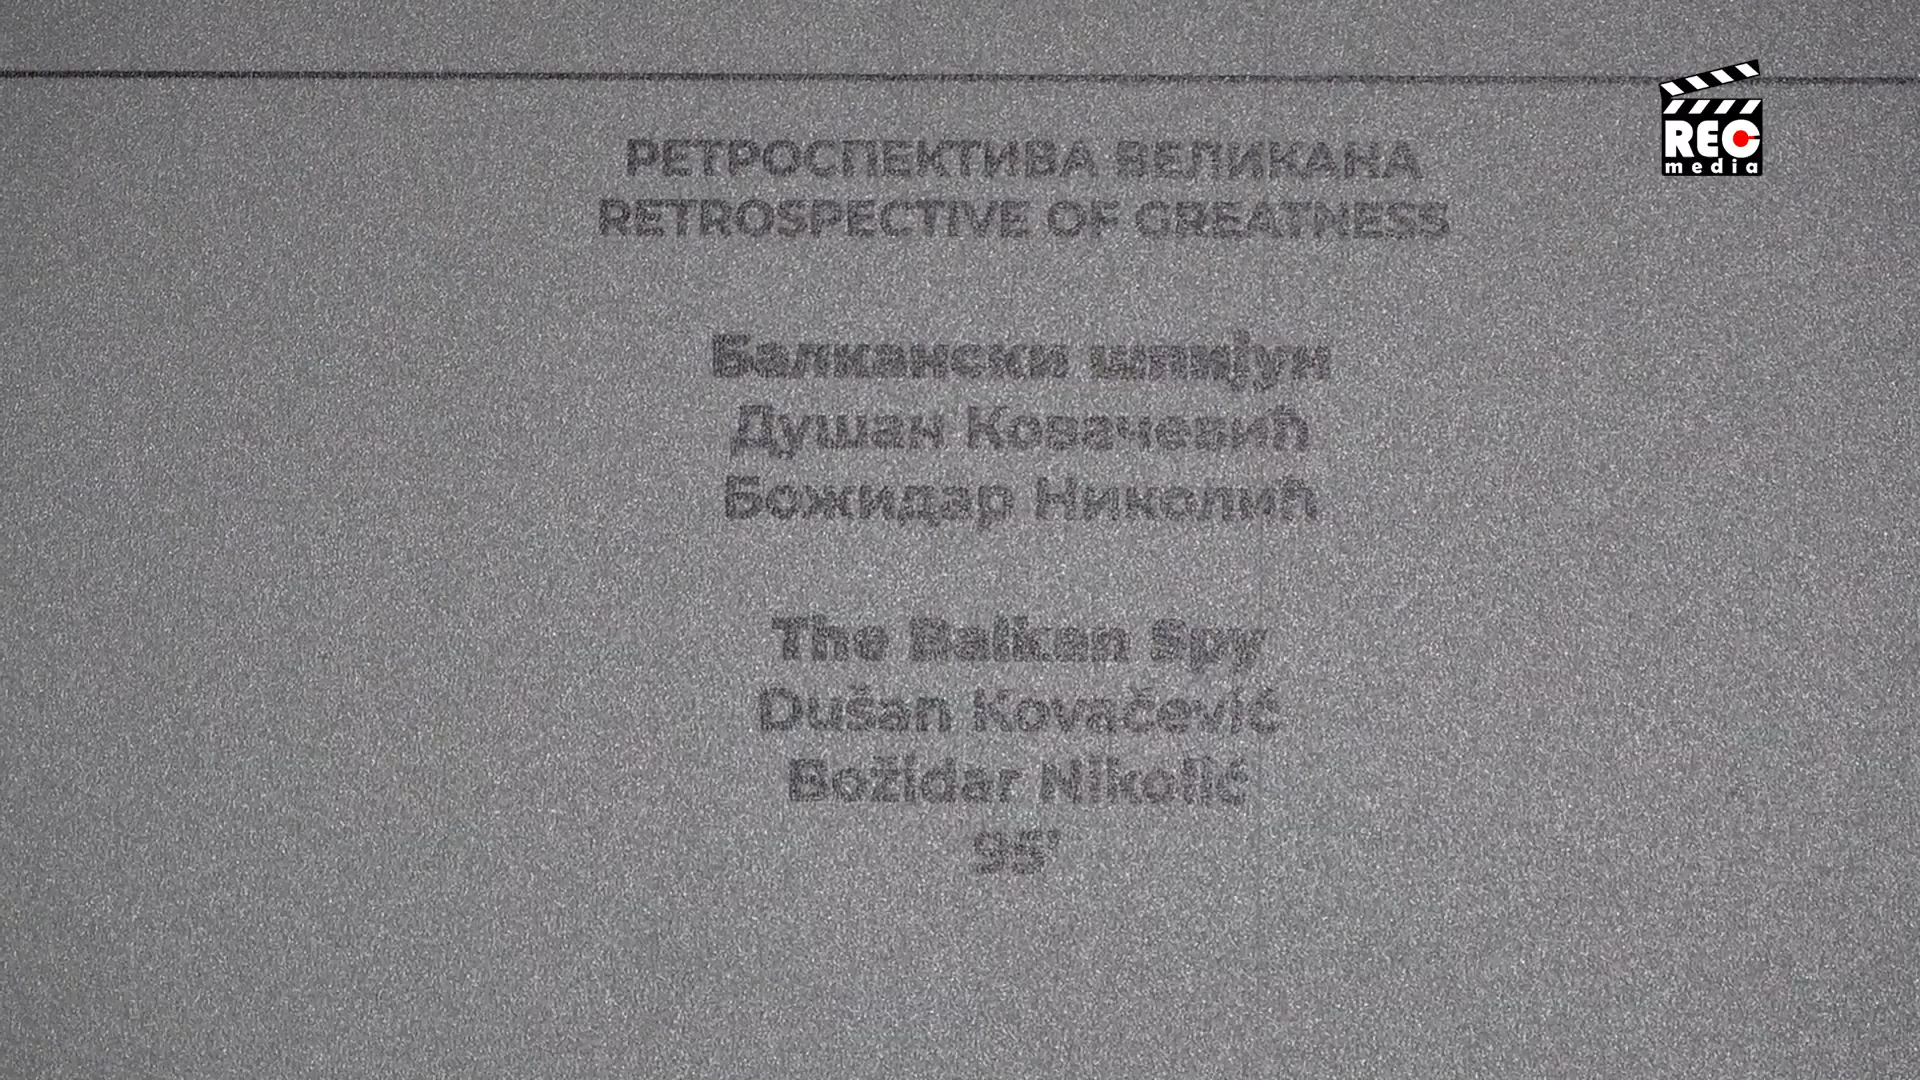 РЕТРОСПЕКТИВА ВЕЛИКАНА
RETROSPECTIVE OF GREATNESS
Балкански шпијун
Душан Ковачевић
Божидар Николић
The Balkan Spy
Dušan Kovačević
Božidar Nikolić
95'
REC
media